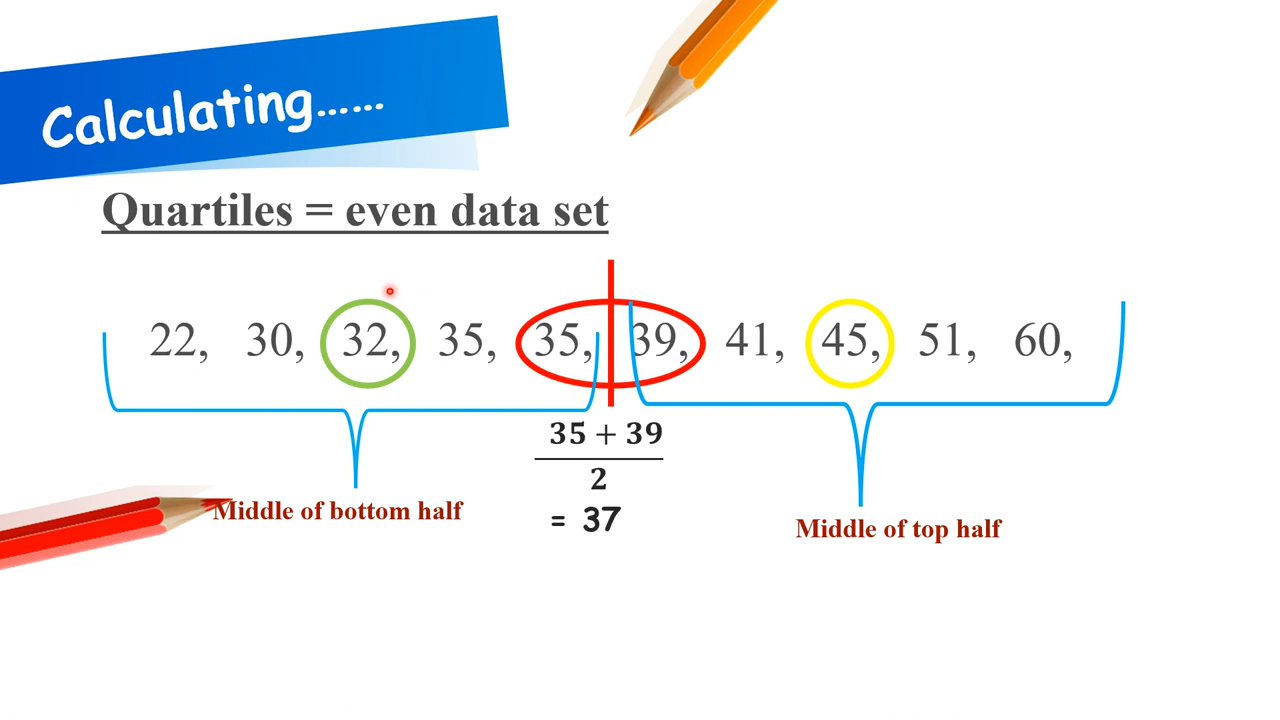 Calculating......
Quartiles = even data set
22, 30, 32, 35, 35, 39, 41, 45, 51, 60,
35 + 39
2
= 37
Middle of bottom half
Middle of top half